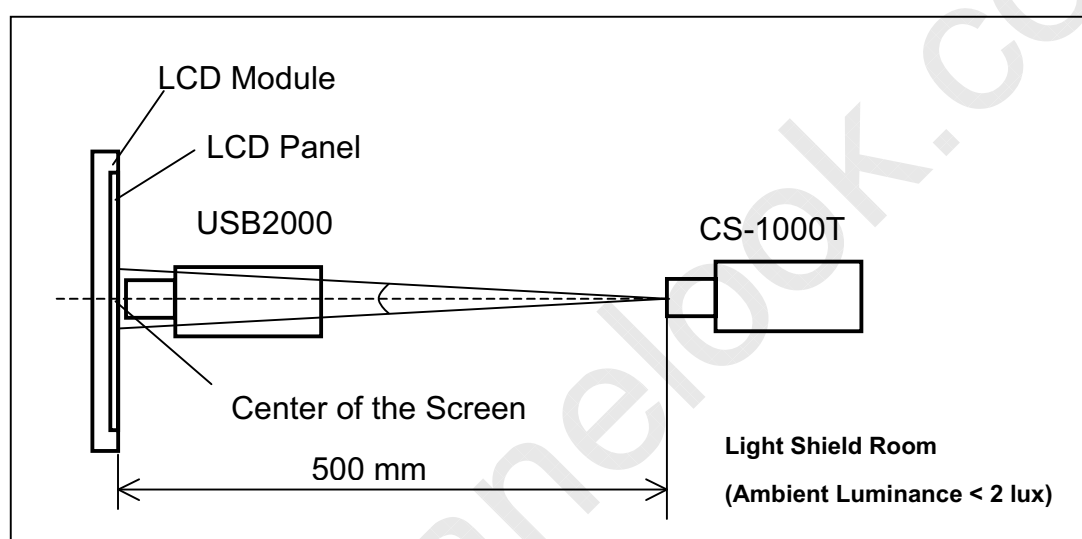 LCD Module
LCD Panel
USB2000
CS-1000T
Center of the Screen
500 mm
Light Shield Room
(Ambient Luminance < 2 lux)